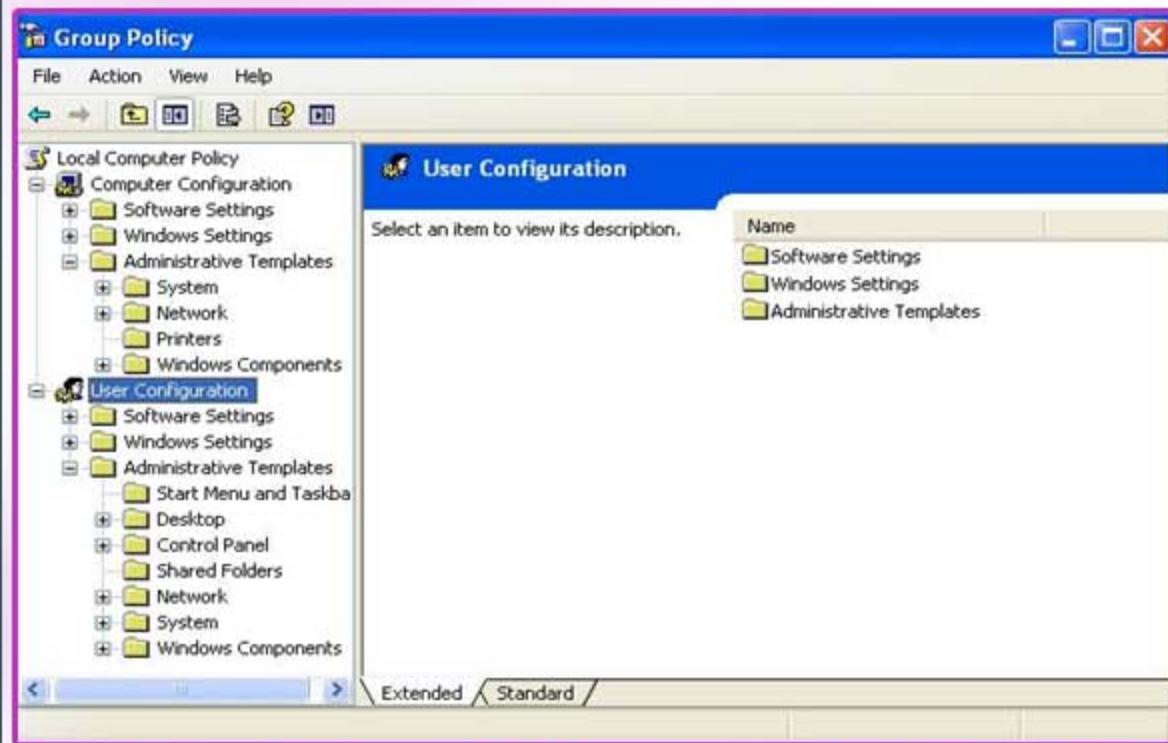 Group Policy
File Action View Help
Local Computer Policy
Computer Configuration
Software Settings
Windows Settings
Administrative Templates
System
Network
Printers
Windows Components
User Configuration
Software Settings
Windows Settings
Administrative Templates
Start Menu and Taskba
Desktop
Control Panel
Shared Folders
Network
System
Windows Components
User Configuration
Select an item to view its description.
Name
Software Settings
Windows Settings
Administrative Templates
Extended Standard